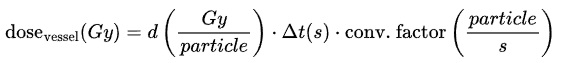 dose_vessel(Gy) = d (Gy/particle) · Δt(s) · conv. factor (particle/s)